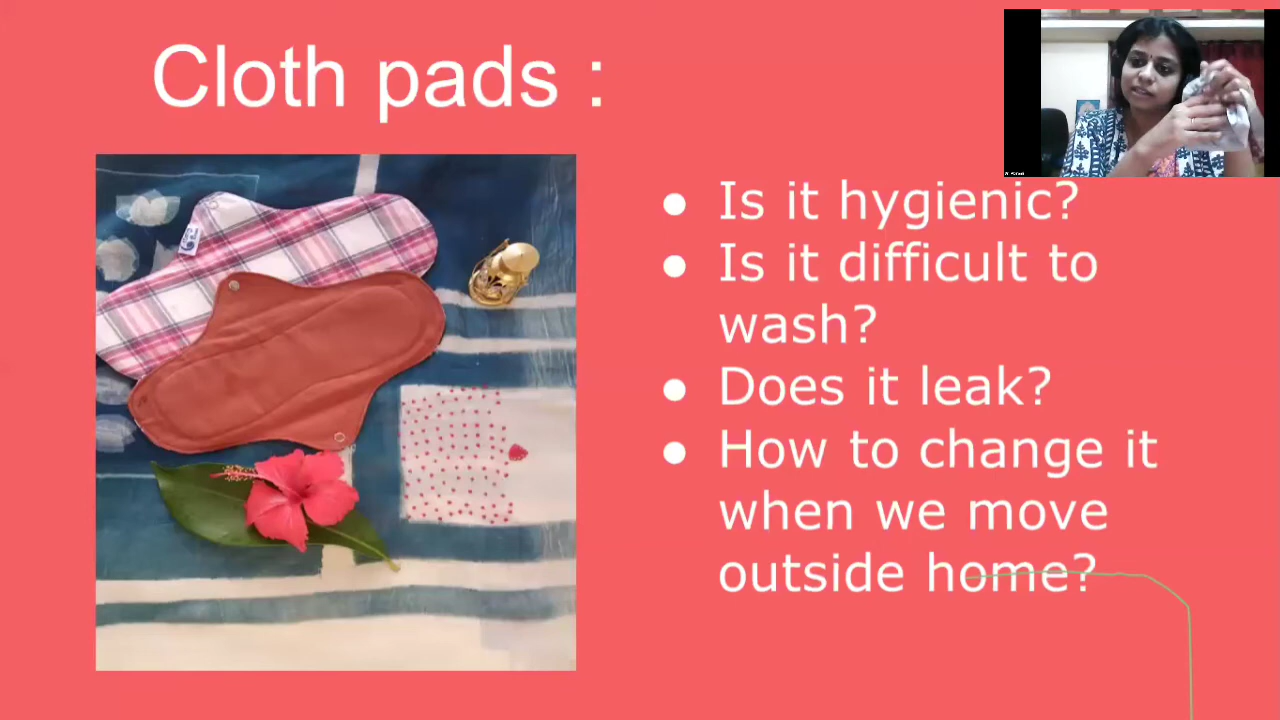 Cloth pads :
Is it hygienic?
Is it difficult to
wash?
Does it leak?
How to change it
when we move
outside home?